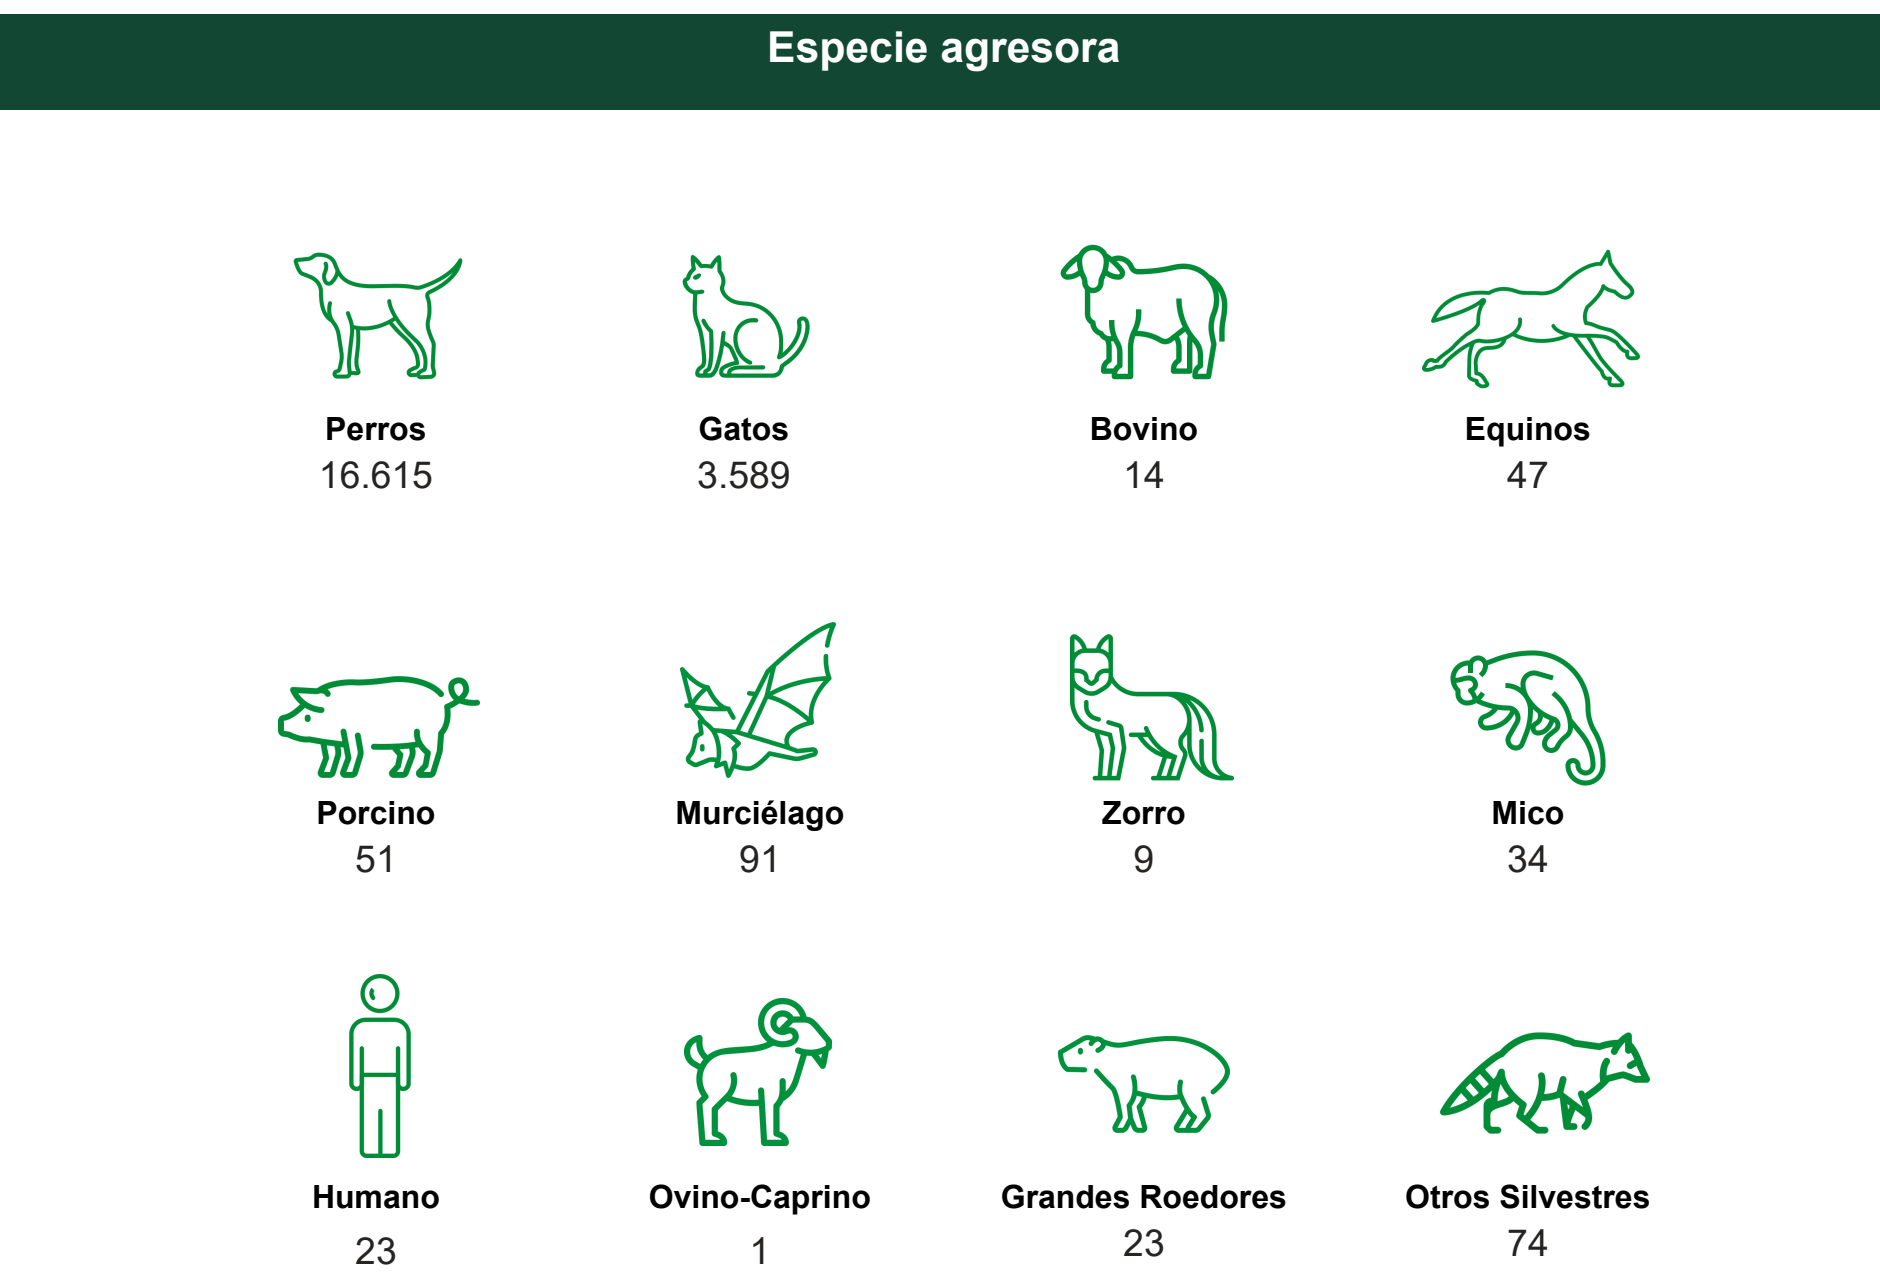 Especie agresora
Perros
16.615
Gatos
3.589
Bovino
14
Equinos
47
Porcino
51
Murciélago
91
Zorro
9
Mico
34
Humano
23
Ovino-Caprino
1
Grandes Roedores
23
Otros Silvestres
74